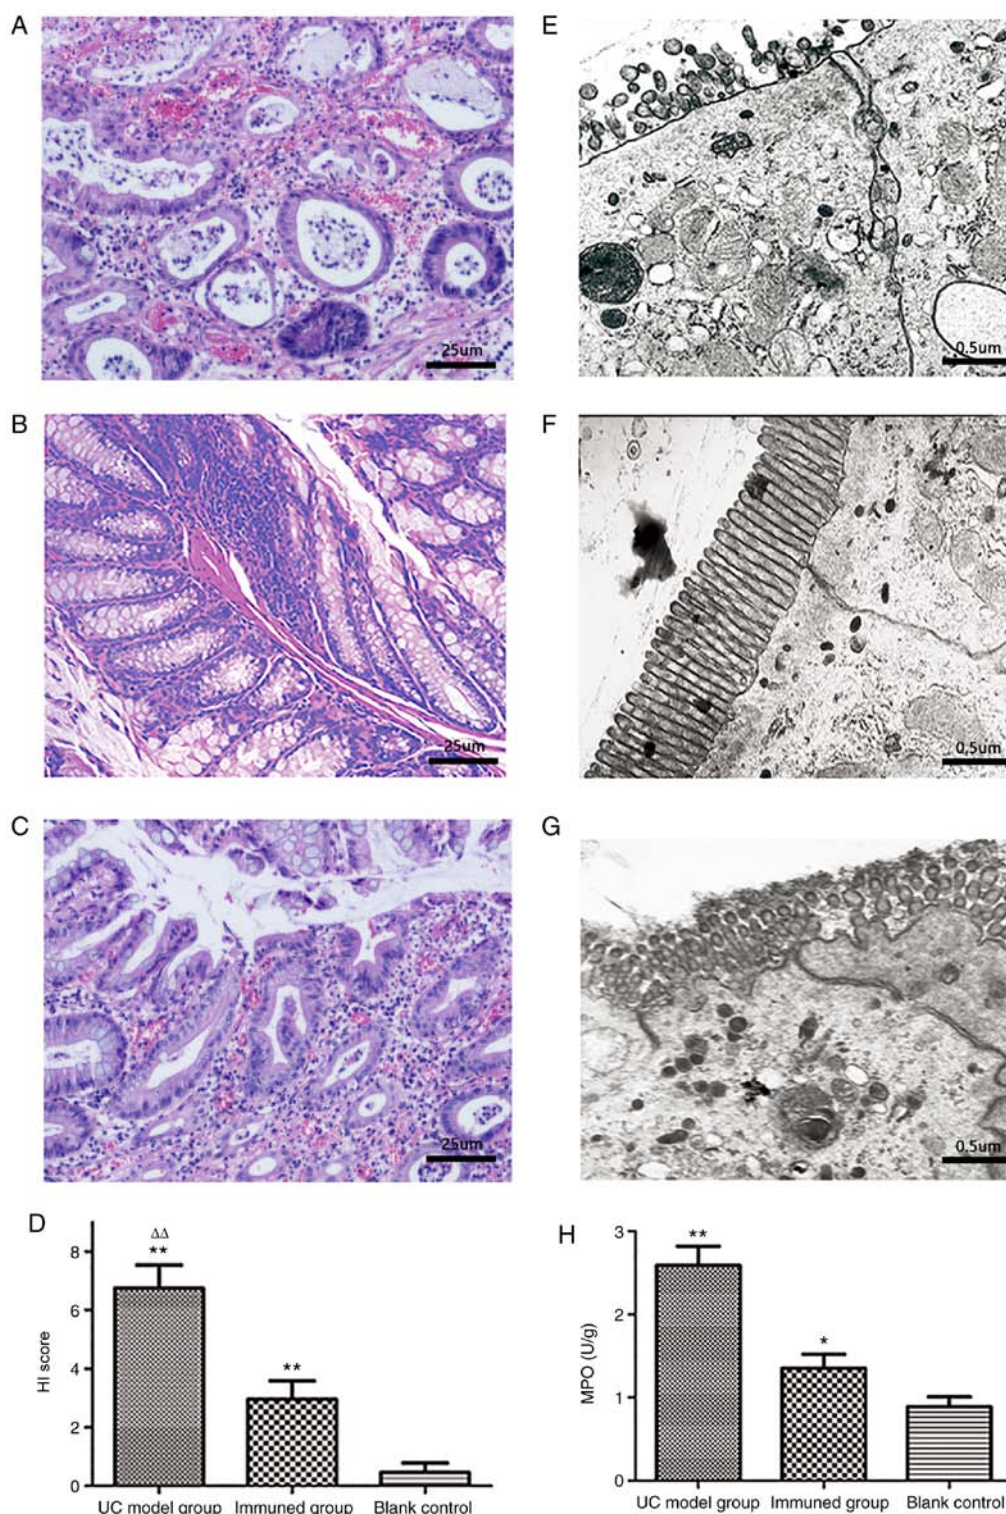 A
25um
E
0.5um
B
25um
F
0.5um
C
25um
G
0.5um
D
ΔΔ
**
**
8
6
4
2
0
HI score
UC model group Immuned group Blank control
H
**
*
3
2
1
0
MPO (U/g)
UC model group Immuned group Blank control